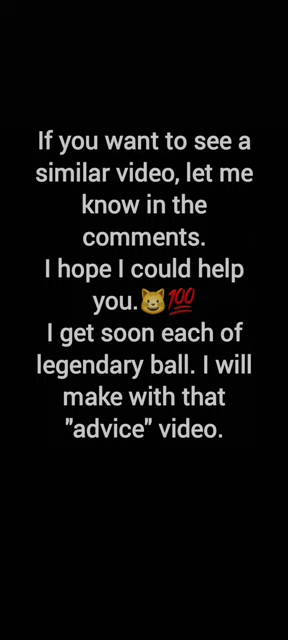 If you want to see a
similar video, let me
know in the
comments.
I hope I could help
you.😺💯
I get soon each of
legendary ball. I will
make with that
"advice" video.